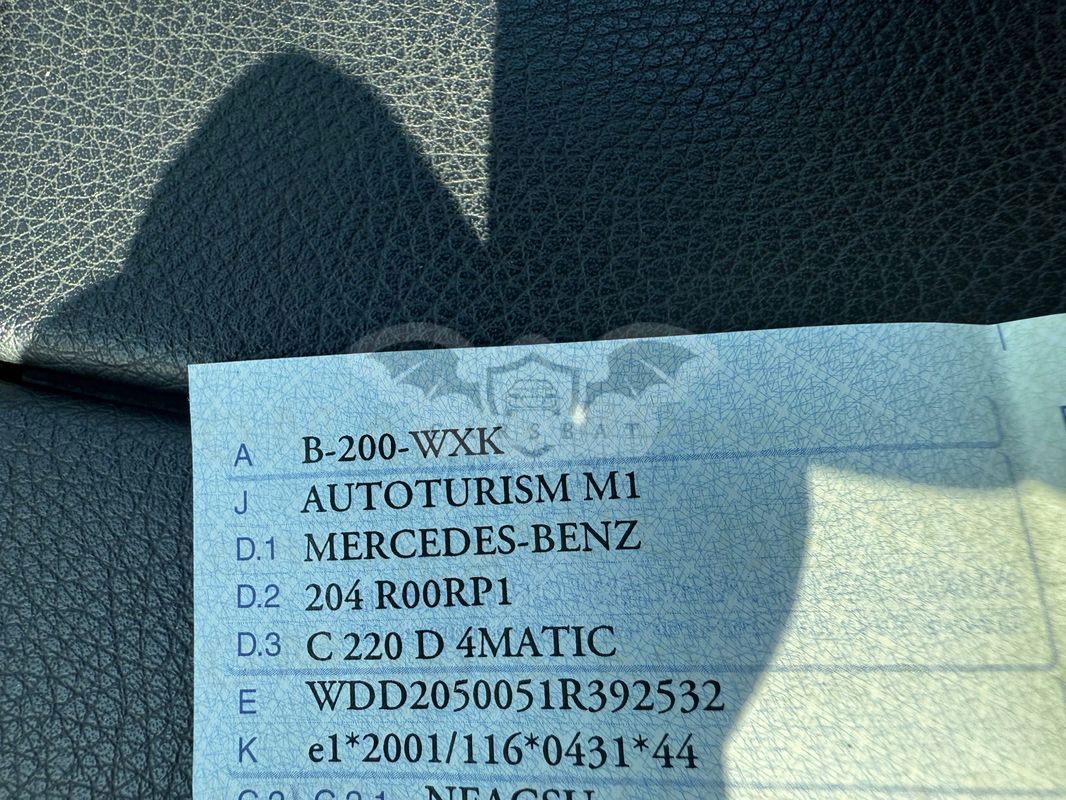 A B-200-WXK
J AUTOTURISM M1
D.1 MERCEDES-BENZ
D.2 204 R00RP1
D.3 C 220 D 4MATIC
E WDD2050051R392532
K e1*2001/116*0431*44